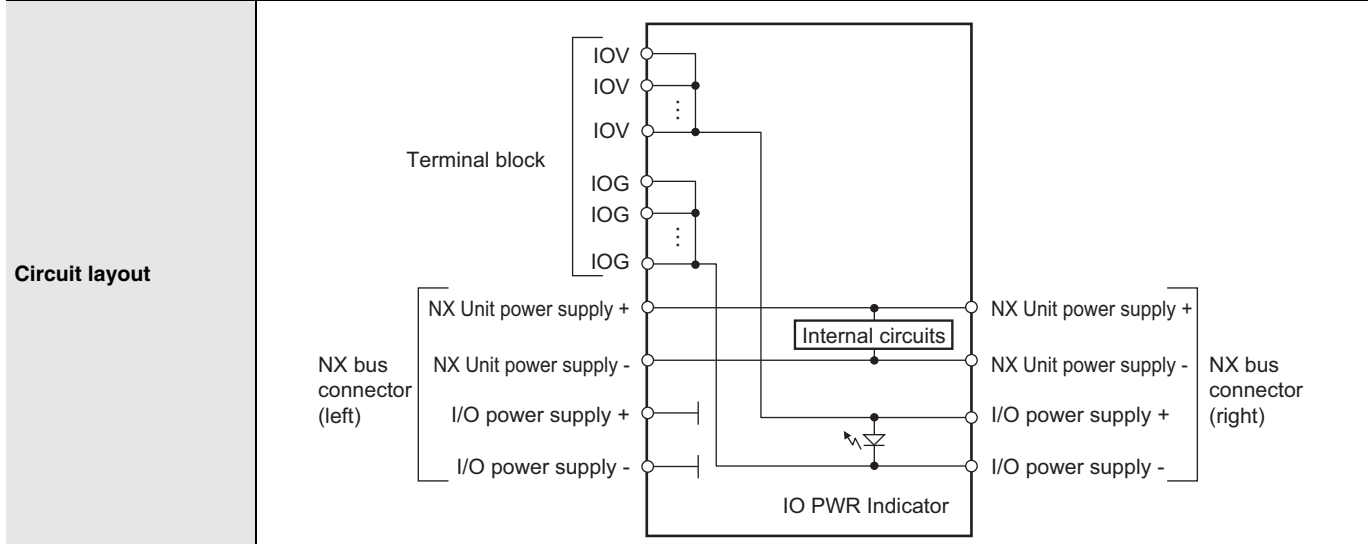 Circuit layout
Terminal block
IOV
IOV
⋮
IOV
IOG
IOG
⋮
IOG
NX bus
connector
(left)
NX Unit power supply +
NX Unit power supply -
I/O power supply +
I/O power supply -
Internal circuits
IO PWR Indicator
NX Unit power supply +
NX Unit power supply -
I/O power supply +
I/O power supply -
NX bus
connector
(right)